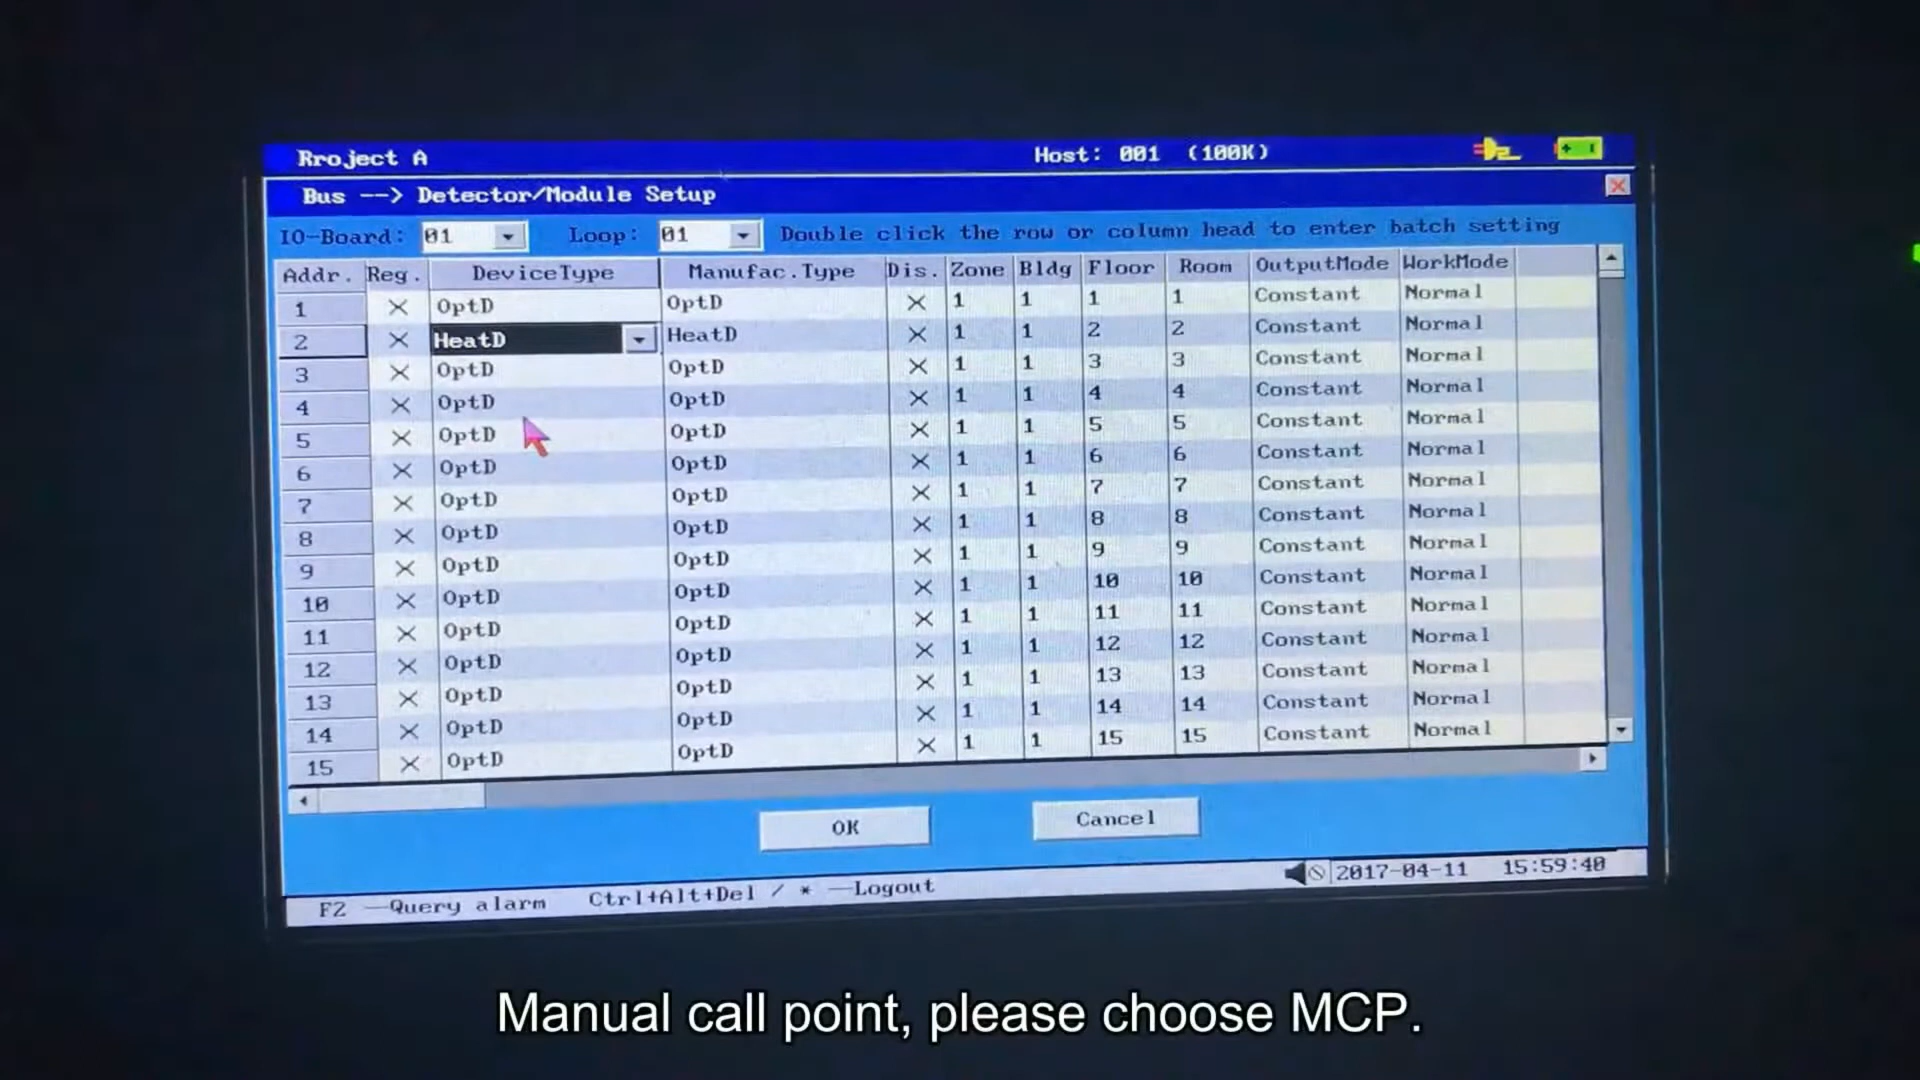 Rroject A Host: 001 (100K)
Bus --> Detector/Module Setup
IO-Board: 01 Loop: 01 Double click the row or column head to enter batch setting
Addr. Reg. DeviceType Manufac.Type Dis. Zone Bldg Floor Room OutputMode WorkMode
1 × OptD OptD × 1 1 1 1 Constant Normal
2 × HeatD HeatD × 1 1 2 2 Constant Normal
3 × OptD OptD × 1 1 3 3 Constant Normal
4 × OptD OptD × 1 1 4 4 Constant Normal
5 × OptD OptD × 1 1 5 5 Constant Normal
6 × OptD OptD × 1 1 6 6 Constant Normal
7 × OptD OptD × 1 1 7 7 Constant Normal
8 × OptD OptD × 1 1 8 8 Constant Normal
9 × OptD OptD × 1 1 9 9 Constant Normal
10 × OptD OptD × 1 1 10 10 Constant Normal
11 × OptD OptD × 1 1 11 11 Constant Normal
12 × OptD OptD × 1 1 12 12 Constant Normal
13 × OptD OptD × 1 1 13 13 Constant Normal
14 × OptD OptD × 1 1 14 14 Constant Normal
15 × OptD OptD × 1 1 15 15 Constant Normal
OK Cancel
F2 —Query alarm Ctrl+Alt+Del / * —Logout 2017-04-11 15:59:40
Manual call point, please choose MCP.